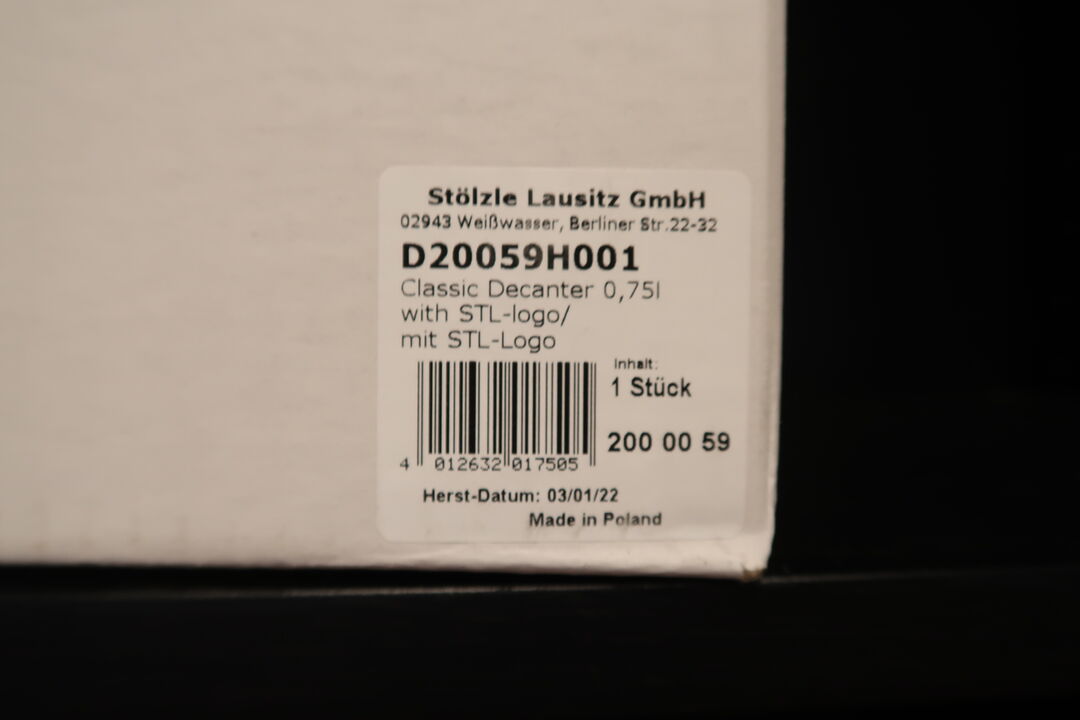 Stölzle Lausitz GmbH
02943 Weißwasser, Berliner Str.22-32
D20059H001
Classic Decanter 0,75l
with STL-logo/
mit STL-Logo
Inhalt:
1 Stück
200 00 59
4 012632 017505
Herst-Datum: 03/01/22
Made in Poland